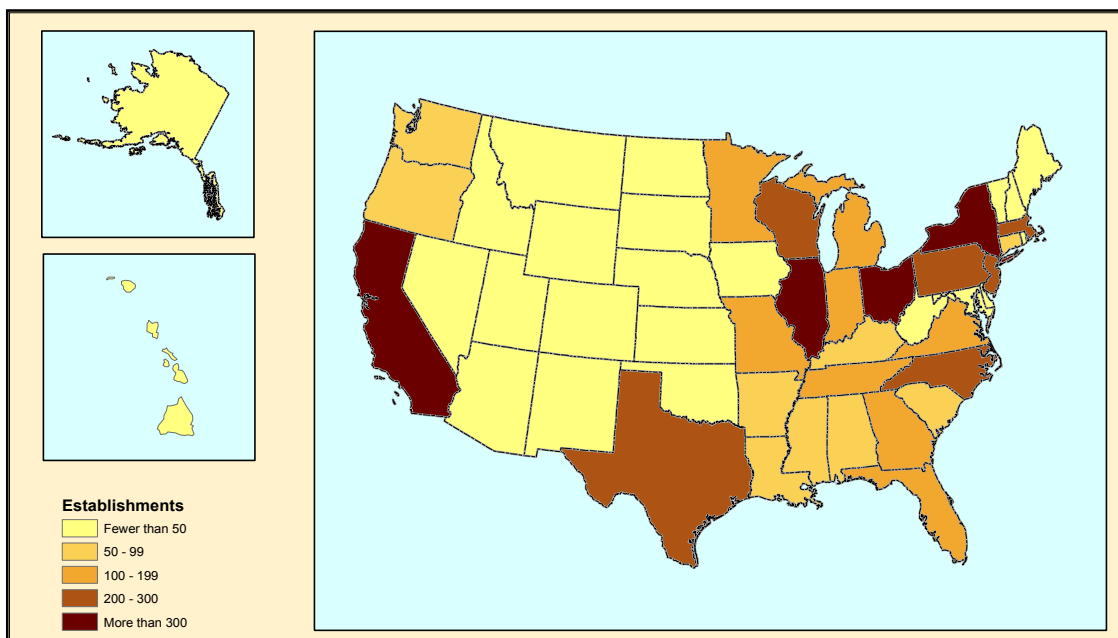 Establishments
Fewer than 50
50 - 99
100 - 199
200 - 300
More than 300